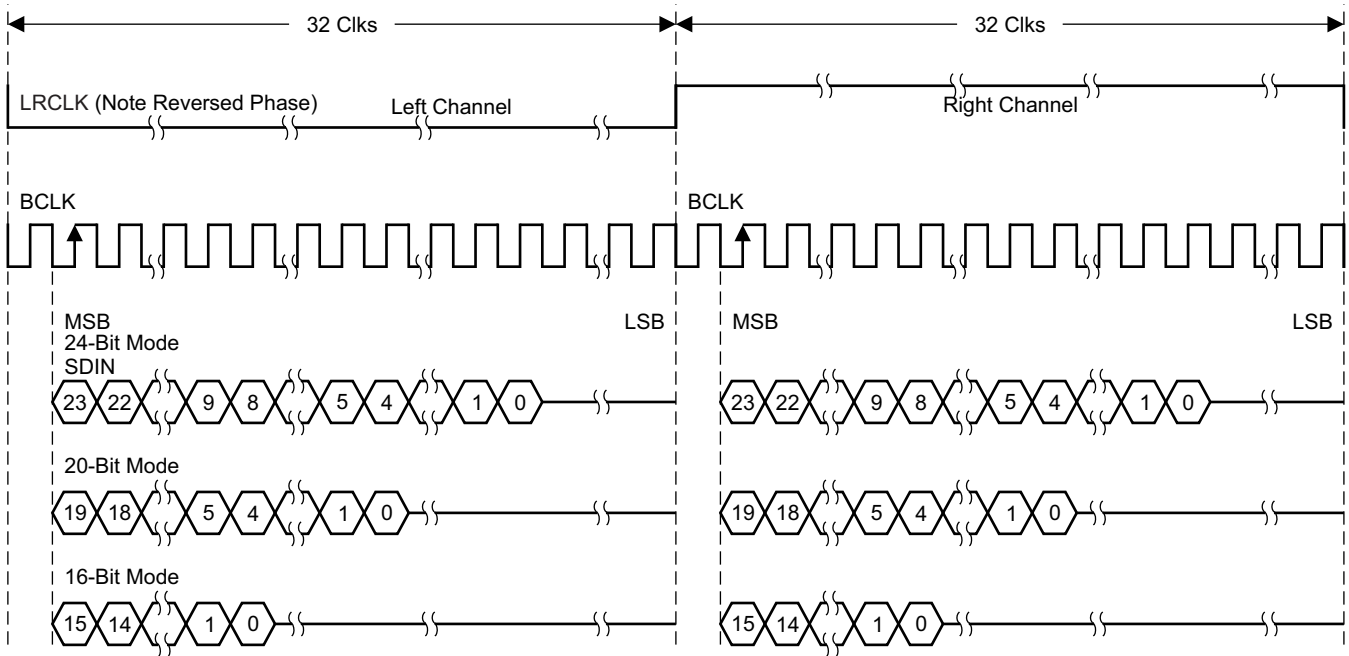 32 Clks 32 Clks
LRCLK (Note Reversed Phase) Left Channel Right Channel
BCLK BCLK
MSB LSB MSB LSB
24-Bit Mode
SDIN
23 22 9 8 5 4 1 0 23 22 9 8 5 4 1 0
20-Bit Mode
19 18 5 4 1 0 19 18 5 4 1 0
16-Bit Mode
15 14 1 0 15 14 1 0